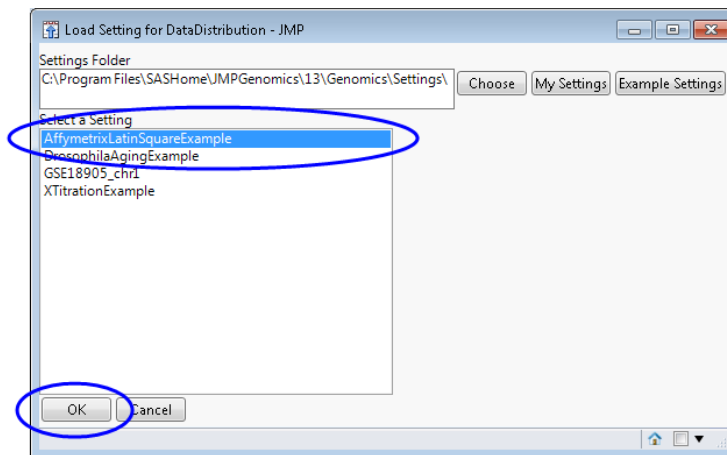 Load Setting for DataDistribution - JMP
Settings Folder
C:\Program Files\SASHome\JMPGenomics\13\Genomics\Settings\ Choose My Settings Example Settings
Select a Setting
AffymetrixLatinSquareExample
DrosophilaAgingExample
GSE18905_chr1
XTitrationExample
OK Cancel